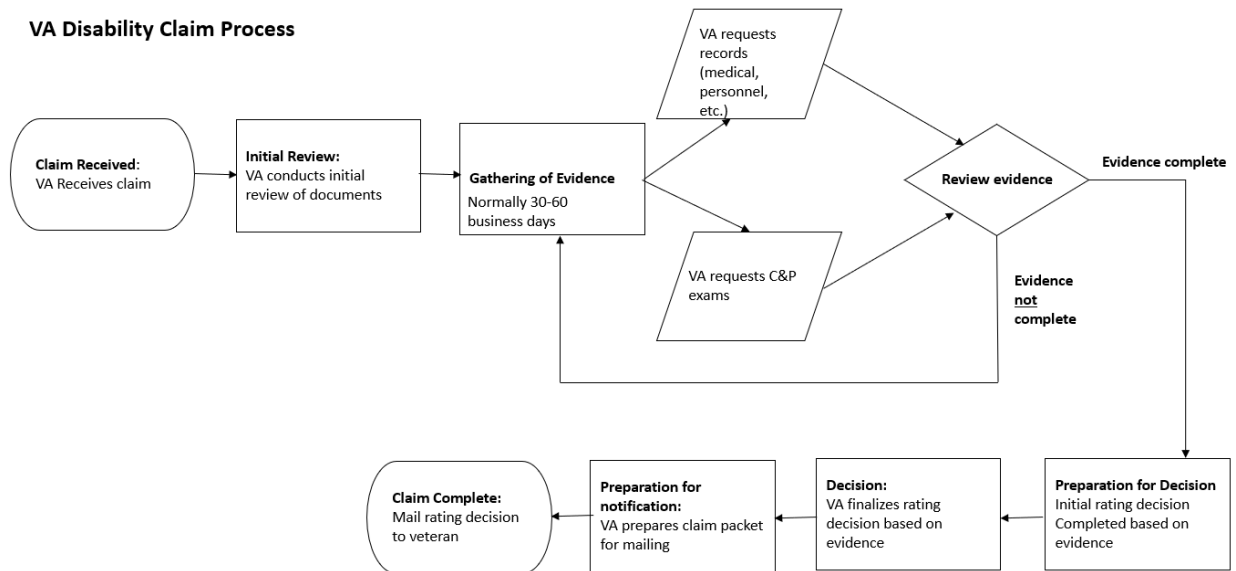 VA Disability Claim Process
VA requests
records
(medical,
personnel,
etc.)
Claim Received:
VA Receives claim
Initial Review:
VA conducts initial
review of documents
Gathering of Evidence
Normally 30-60
business days
Review evidence
Evidence complete
VA requests C&P
exams
Evidence
not
complete
Claim Complete:
Mail rating decision
to veteran
Preparation for
notification:
VA prepares claim packet
for mailing
Decision:
VA finalizes rating
decision based on
evidence
Preparation for Decision
Initial rating decision
Completed based on
evidence